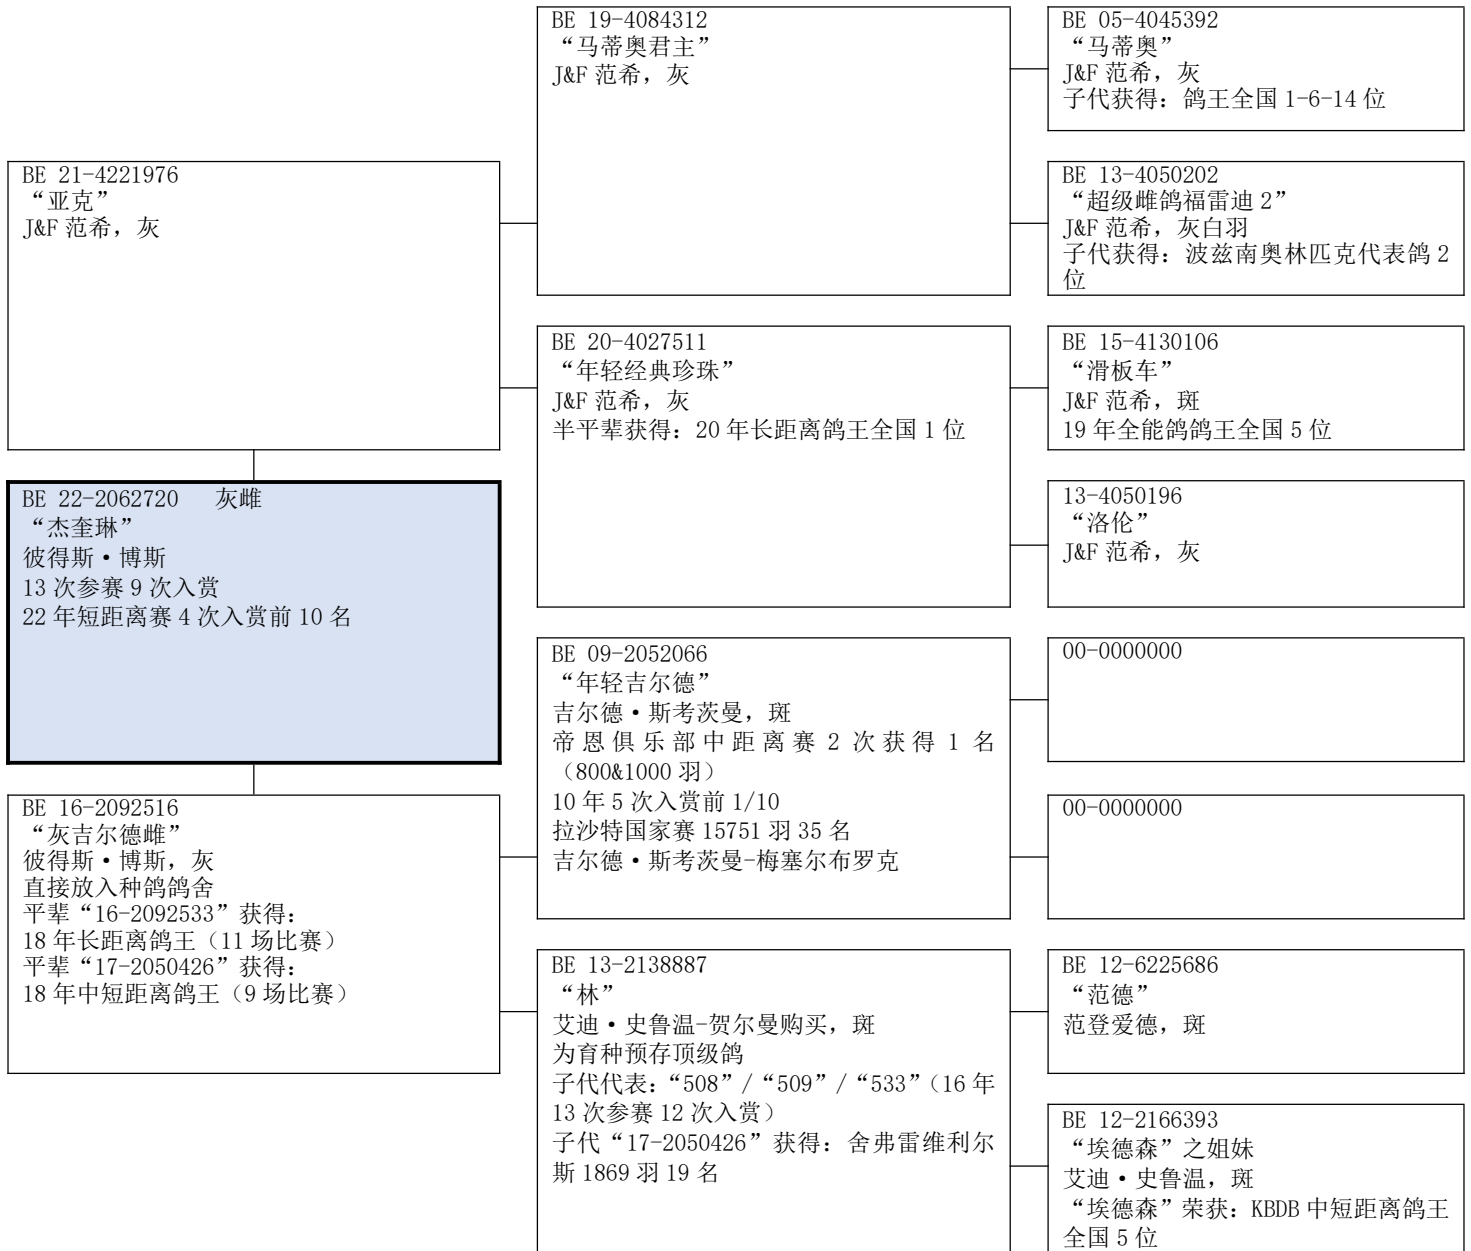 BE 19-4084312
“马蒂奥君主”
J&F 范希，灰
BE 05-4045392
“马蒂奥”
J&F 范希，灰
子代获得：鸽王全国 1-6-14 位
BE 21-4221976
“亚克”
J&F 范希，灰
BE 13-4050202
“超级雌鸽福雷迪 2”
J&F 范希，灰白羽
子代获得：波兹南奥林匹克代表鸽 2
位
BE 20-4027511
“年轻经典珍珠”
J&F 范希，灰
半平辈获得：20 年长距离鸽王全国 1 位
BE 15-4130106
“滑板车”
J&F 范希，斑
19 年全能鸽鸽王全国 5 位
BE 22-2062720 灰雌
“杰奎琳”
彼得斯·博斯
13 次参赛 9 次入赏
22 年短距离赛 4 次入赏前 10 名
13-4050196
“洛伦”
J&F 范希，灰
BE 09-2052066
“年轻吉尔德”
吉尔德·斯考茨曼，斑
帝恩俱乐部中距离赛 2 次获得 1 名
（800&1000 羽）
10 年 5 次入赏前 1/10
拉沙特国家赛 15751 羽 35 名
吉尔德·斯考茨曼-梅塞尔布罗克
00-0000000
00-0000000
BE 16-2092516
“灰吉尔德雌”
彼得斯·博斯，灰
直接放入种鸽鸽舍
平辈“16-2092533”获得：
18 年长距离鸽王（11 场比赛）
平辈“17-2050426”获得：
18 年中短距离鸽王（9 场比赛）
BE 13-2138887
“林”
艾迪·史鲁温-贺尔曼购买，斑
为育种预存顶级鸽
子代代表：“508”/“509”/“533”（16 年
13 次参赛 12 次入赏）
子代“17-2050426”获得：舍弗雷维利尔
斯 1869 羽 19 名
BE 12-6225686
“范德”
范登爱德，斑
BE 12-2166393
“埃德森”之姐妹
艾迪·史鲁温，斑
“埃德森”荣获：KBDB 中短距离鸽王
全国 5 位